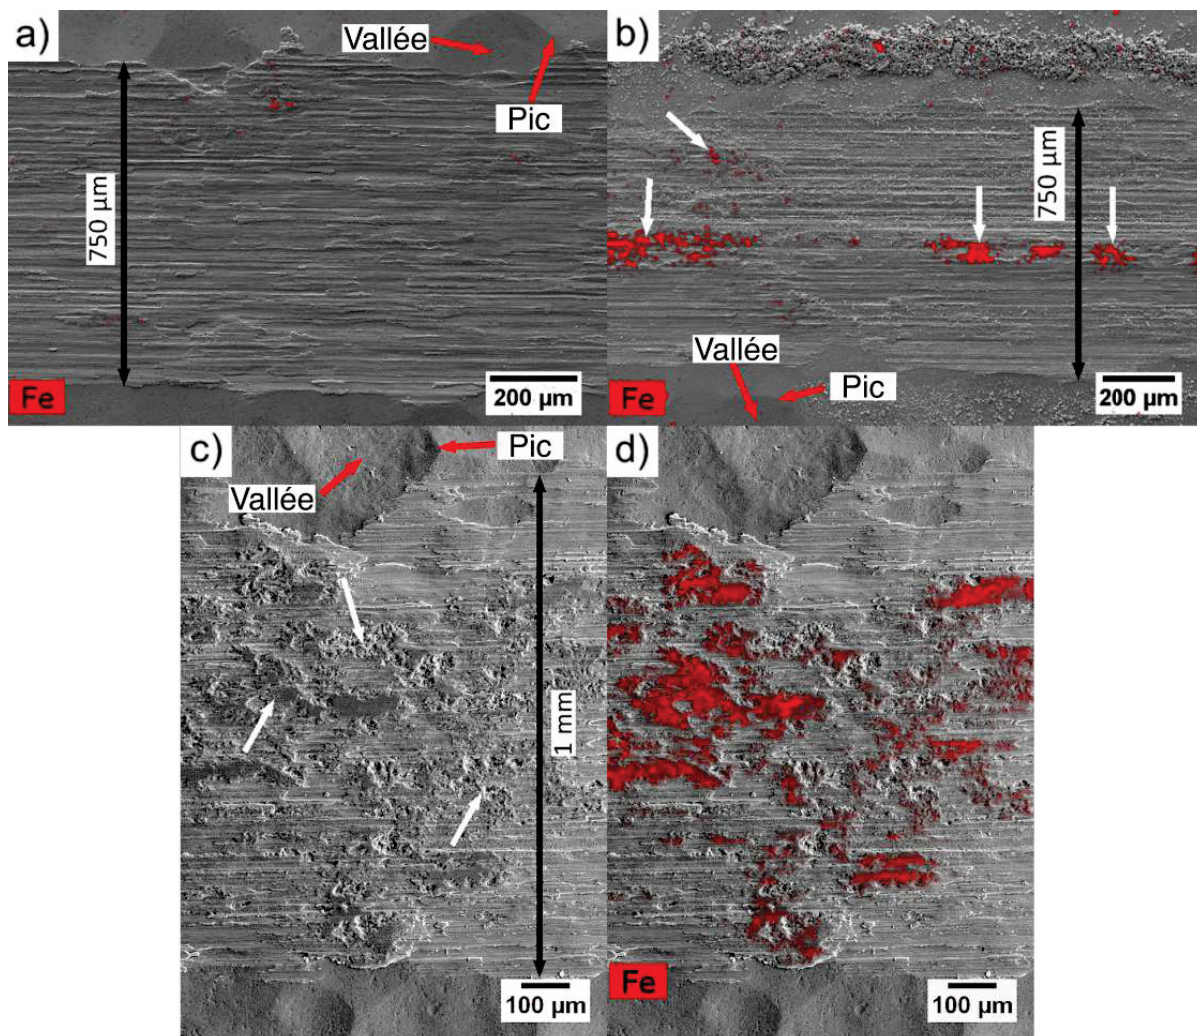 a)
Vallée
Pic
750 µm
Fe
200 µm
b)
750 µm
Vallée
Pic
Fe
200 µm
c)
Pic
Vallée
1 mm
100 µm
d)
Fe
100 µm